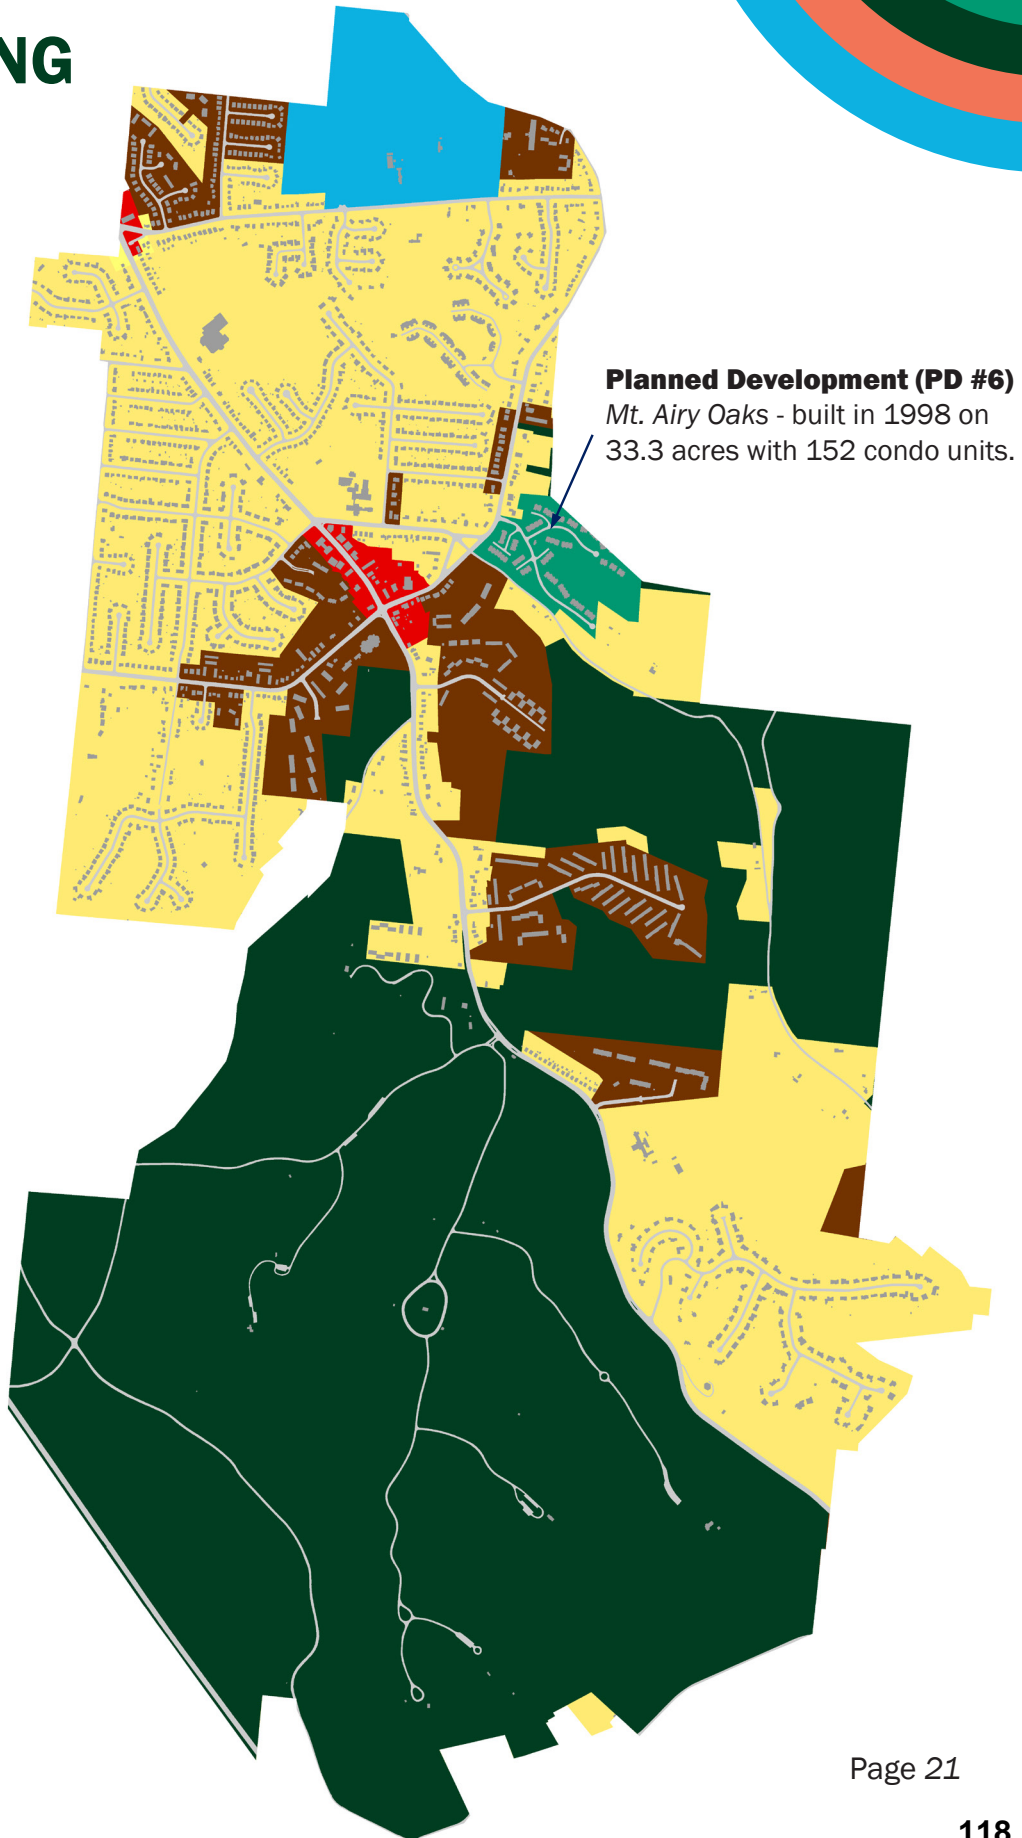 NG
Planned Development (PD #6)
Mt. Airy Oaks - built in 1998 on
33.3 acres with 152 condo units.
Page 21
118